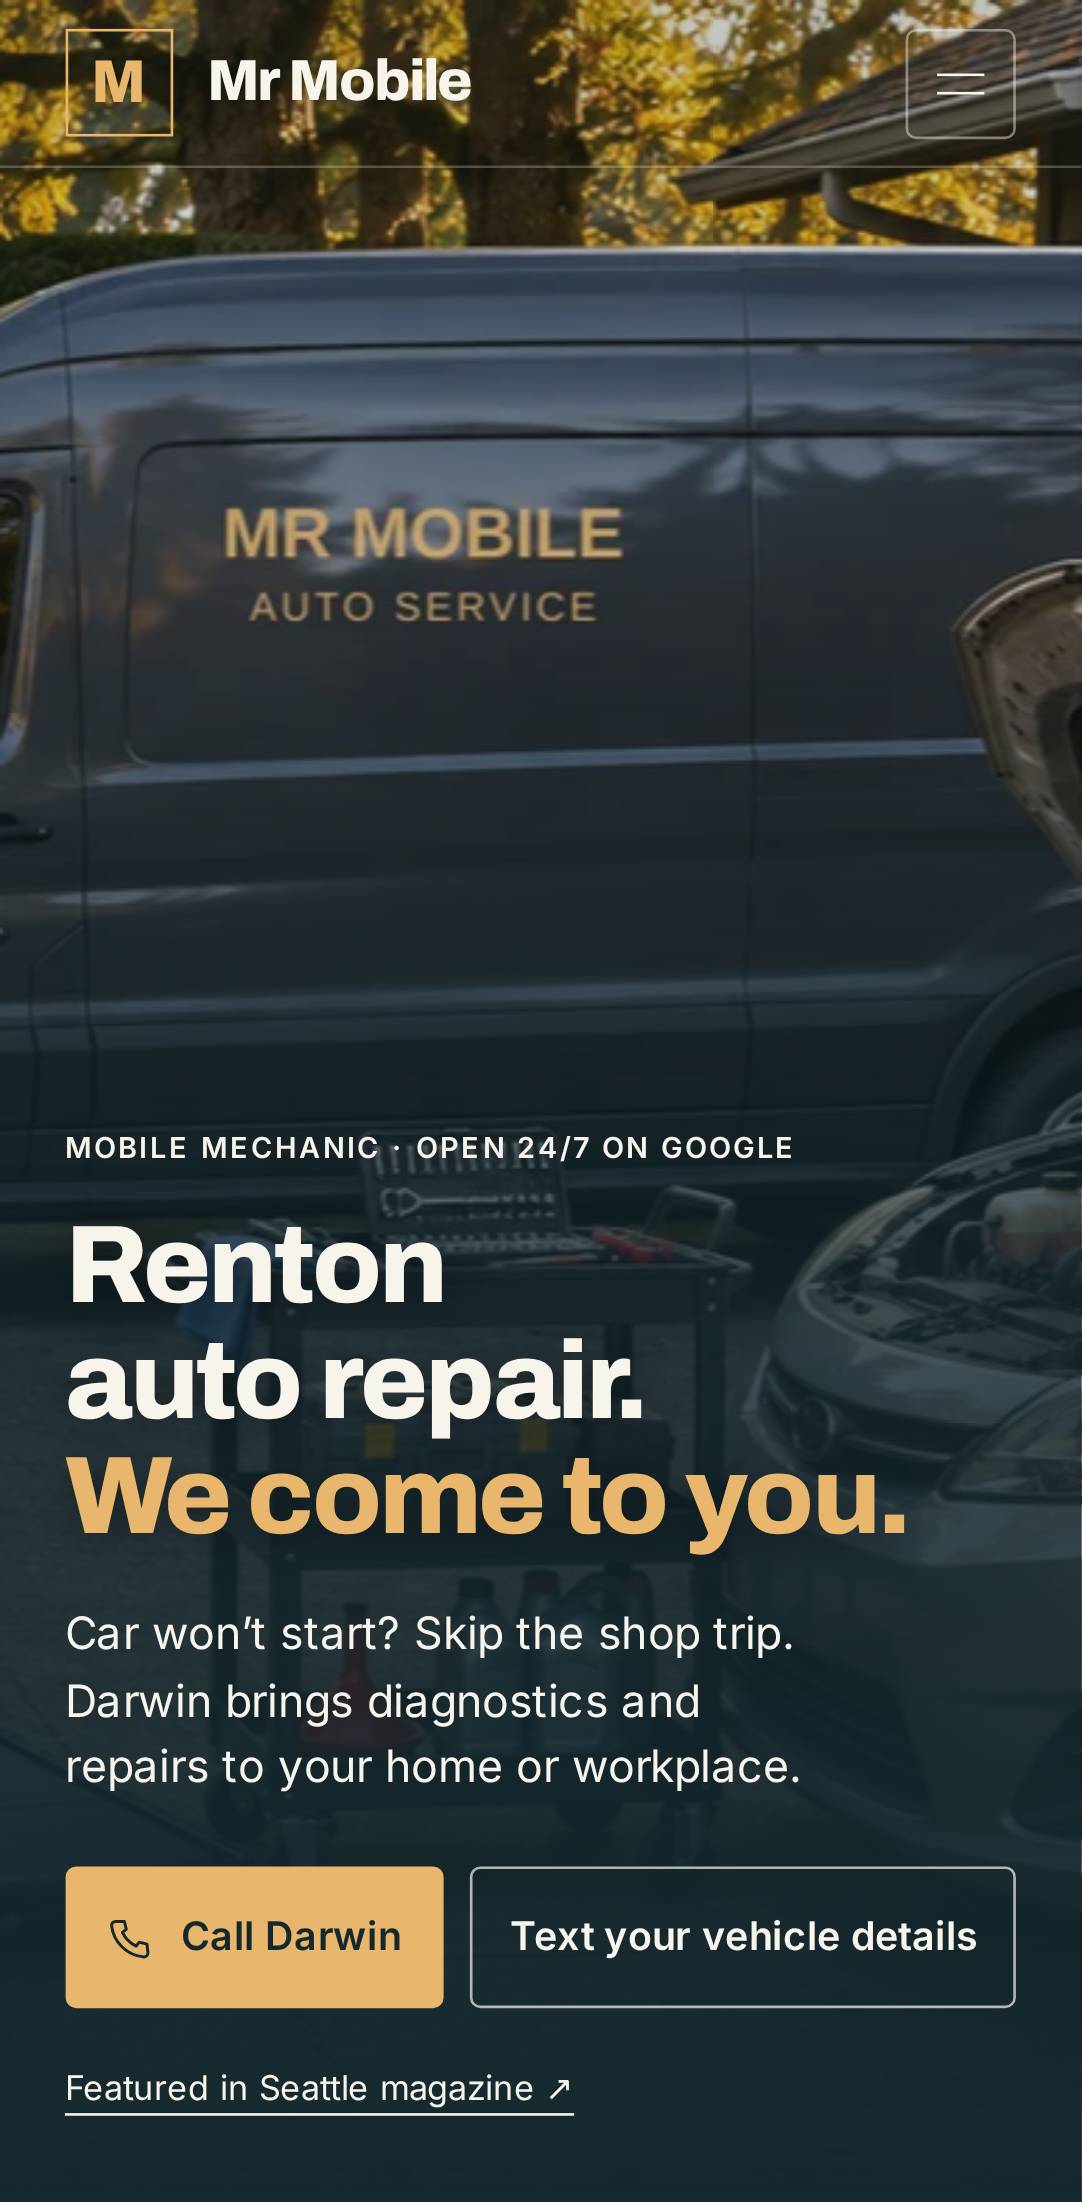 M
Mr Mobile
MR MOBILE
AUTO SERVICE
MOBILE MECHANIC · OPEN 24/7 ON GOOGLE
Renton
auto repair.
We come to you.
Car won’t start? Skip the shop trip.
Darwin brings diagnostics and
repairs to your home or workplace.
Call Darwin
Text your vehicle details
Featured in Seattle magazine ↗